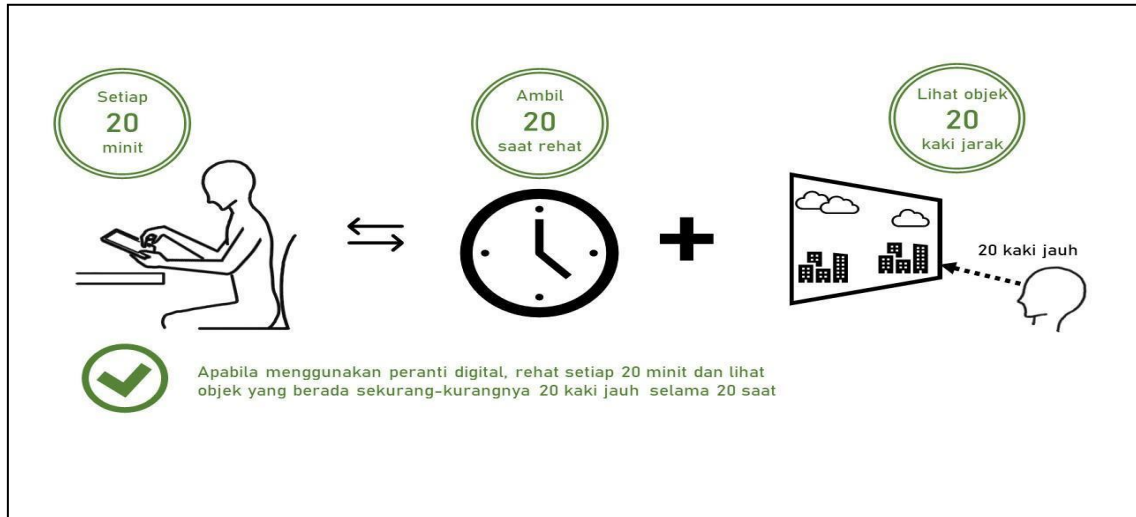 Setiap
20
minit
Ambil
20
saat rehat
Lihat objek
20
kaki jarak
20 kaki jauh
Apabila menggunakan peranti digital, rehat setiap 20 minit dan lihat
objek yang berada sekurang-kurangnya 20 kaki jauh selama 20 saat